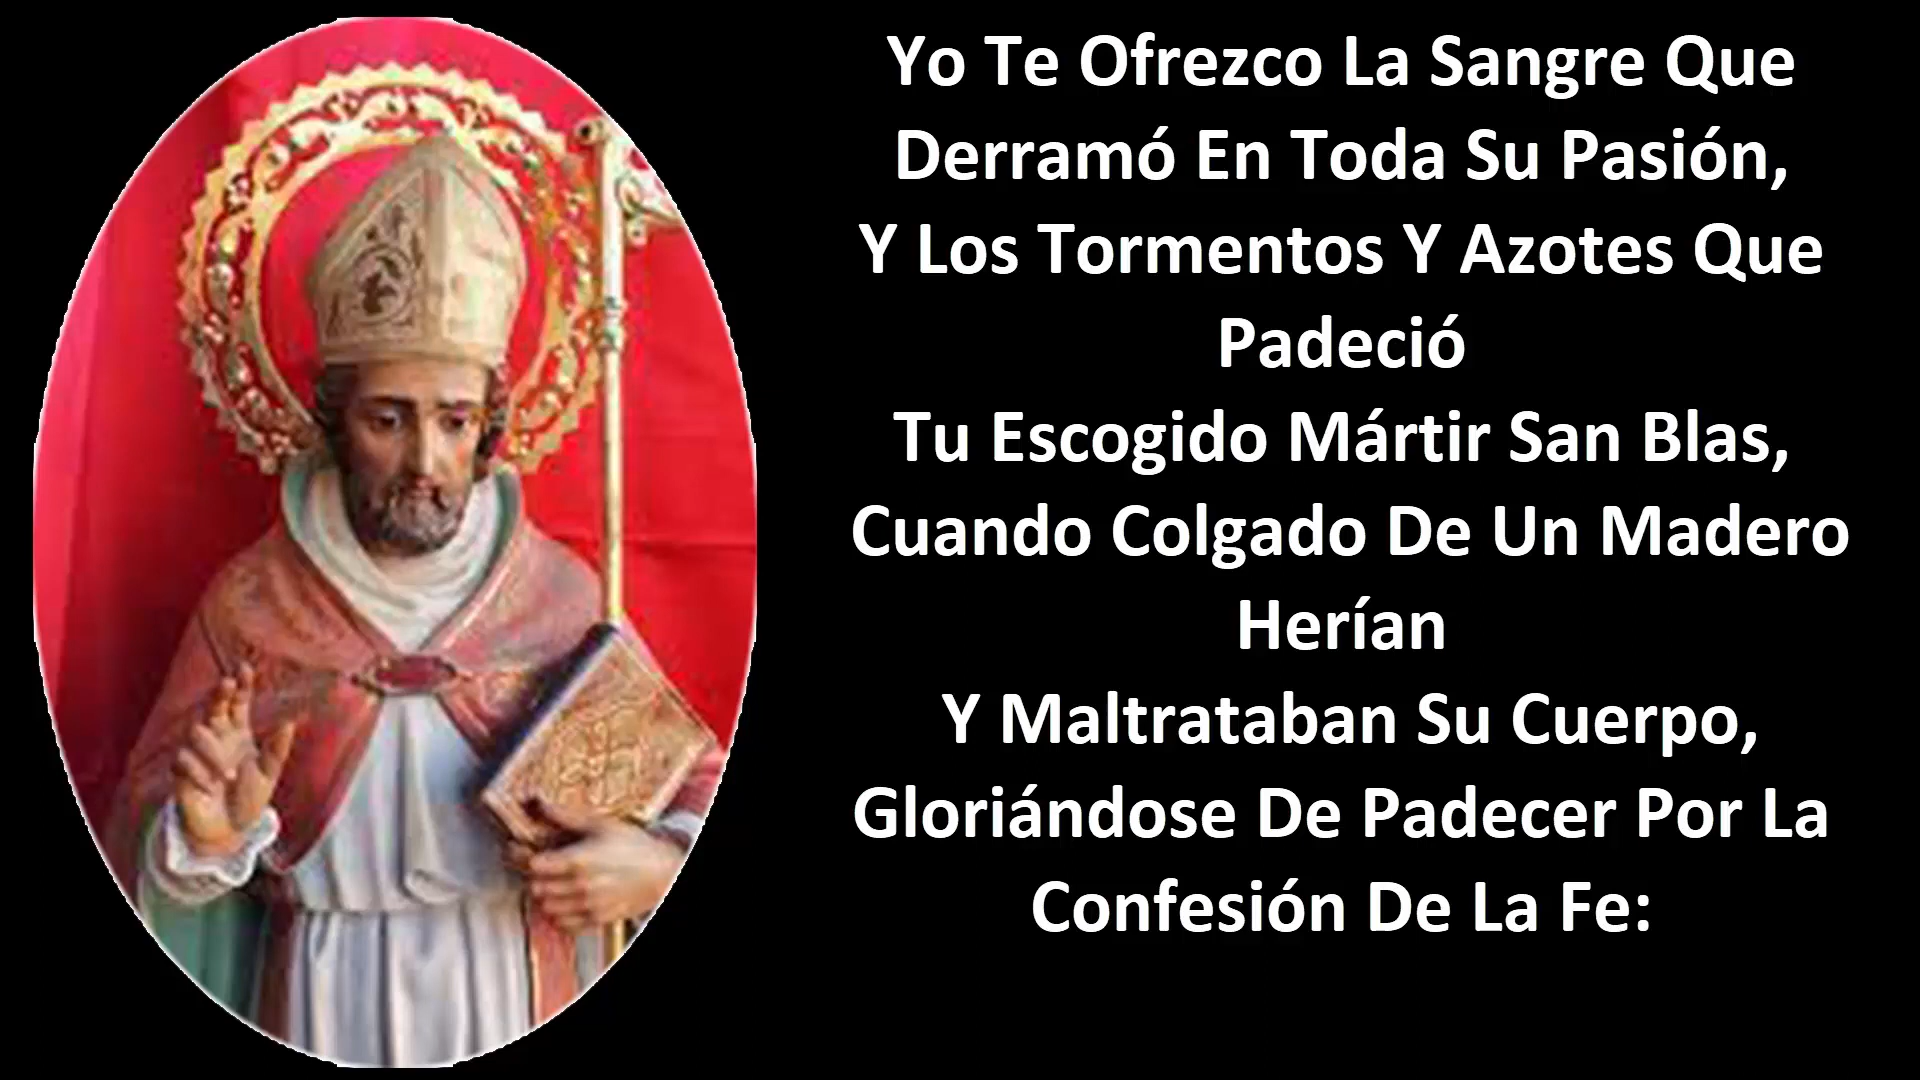 Yo Te Ofrezco La Sangre Que
Derramó En Toda Su Pasión,
Y Los Tormentos Y Azotes Que
Padeció
Tu Escogido Mártir San Blas,
Cuando Colgado De Un Madero
Herían
Y Maltrataban Su Cuerpo,
Gloriándose De Padecer Por La
Confesión De La Fe: